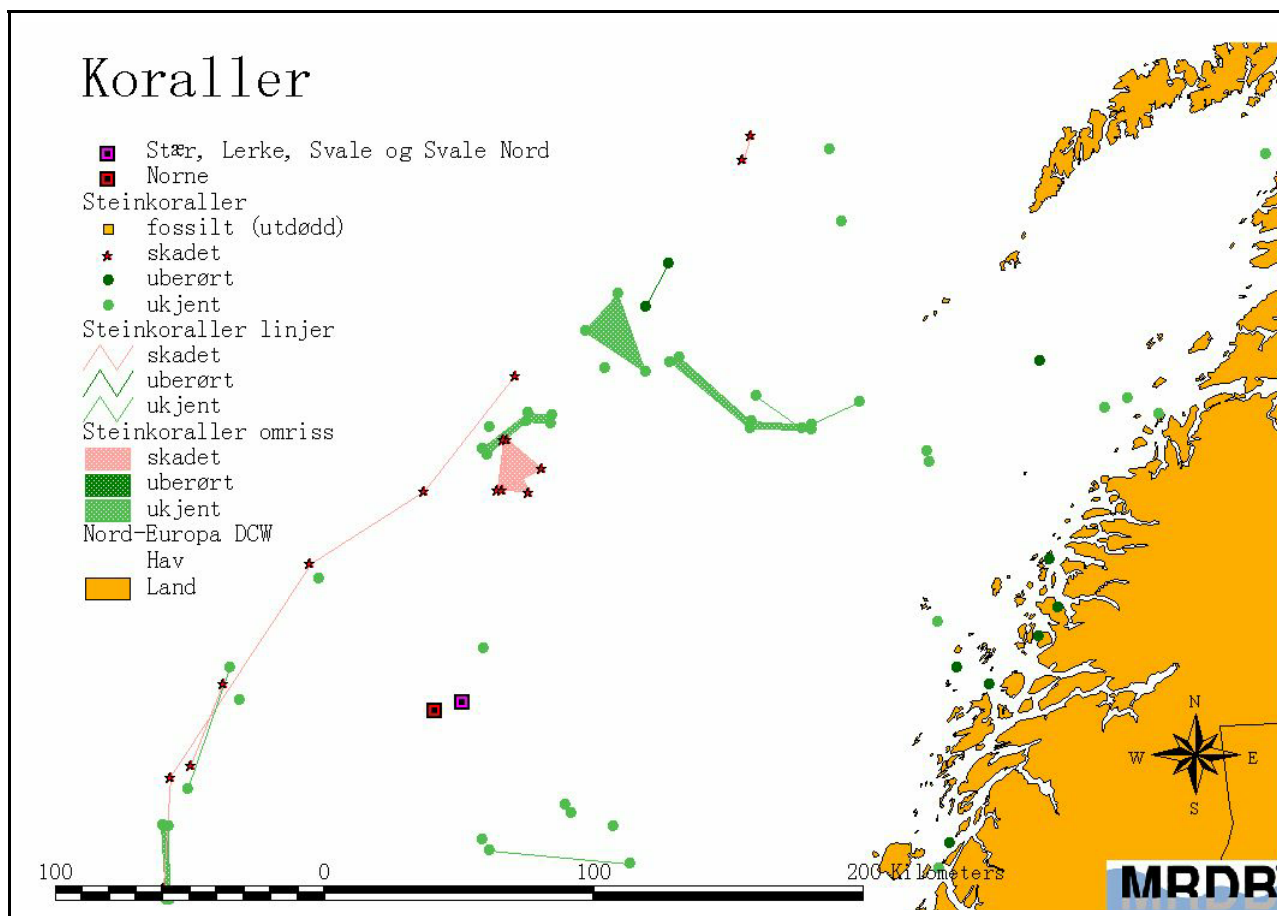 Koraller
Stær, Lerke, Svale og Svale Nord
Norne
Steinkoraller
fossilt (utdødd)
skadet
uberørt
ukjent
Steinkoraller linjer
skadet
uberørt
ukjent
Steinkoraller omriss
skadet
uberørt
ukjent
Nord-Europa DCW
Hav
Land
N
W E
S
100 0 100 200 Kilometers
MRDB